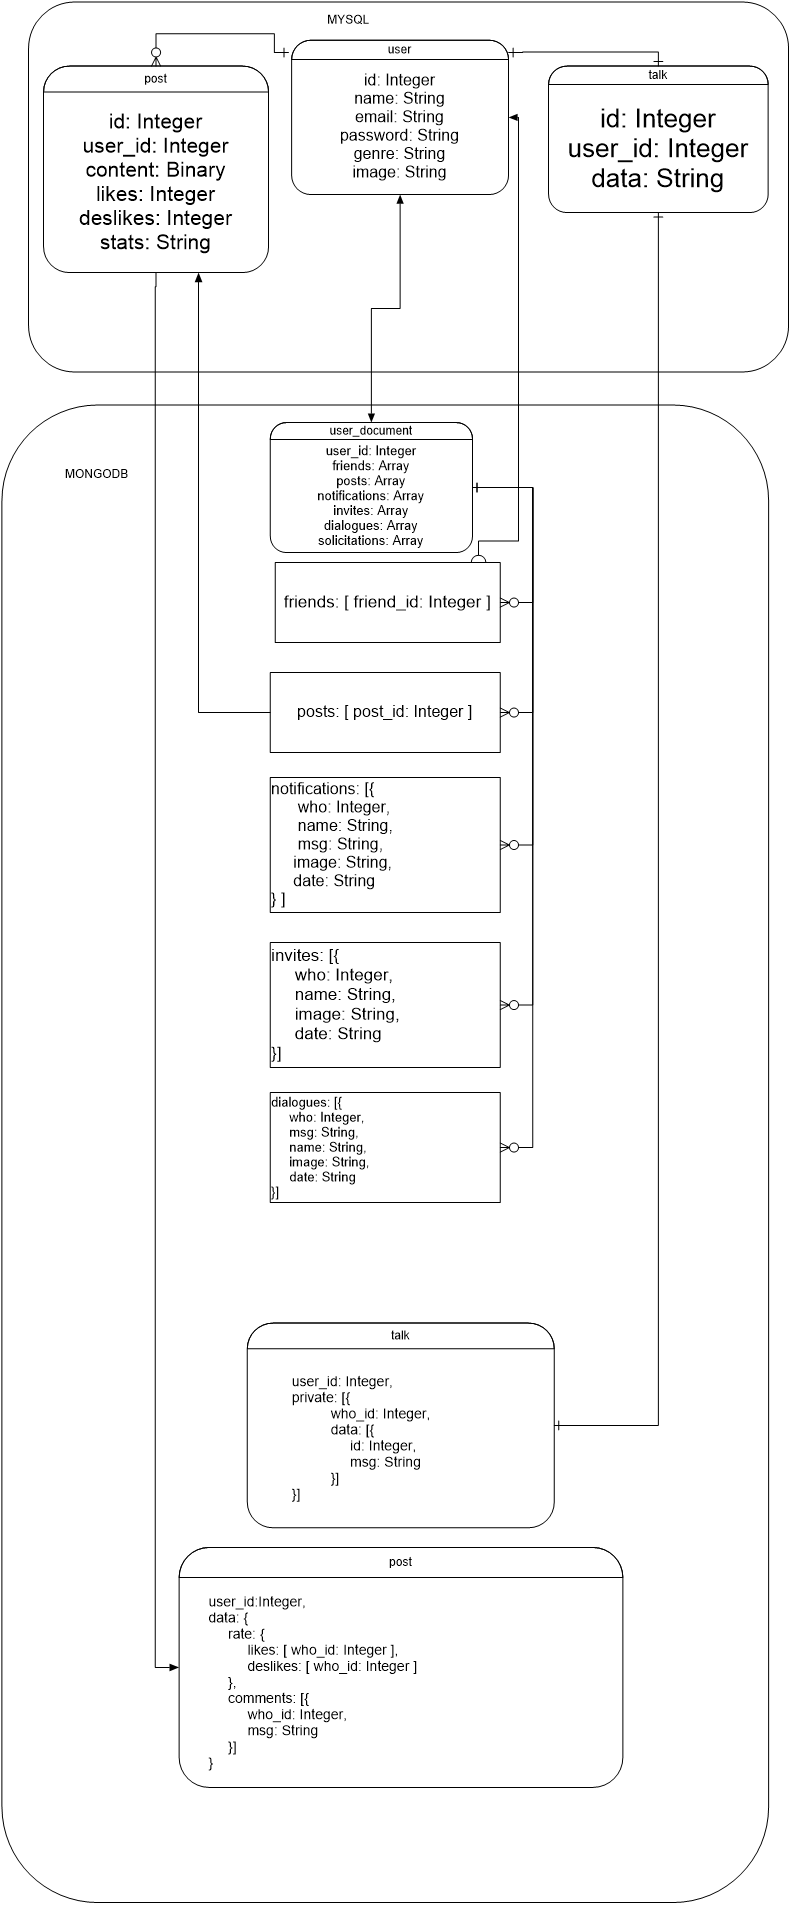 MYSQL
post
id: Integer
user_id: Integer
content: Binary
likes: Integer
deslikes: Integer
stats: String
user
id: Integer
name: String
email: String
password: String
genre: String
image: String
talk
id: Integer
user_id: Integer
data: String
MONGODB
user_document
user_id: Integer
friends: Array
posts: Array
notifications: Array
invites: Array
dialogues: Array
solicitations: Array
friends: [ friend_id: Integer ]
posts: [ post_id: Integer ]
notifications: [{
who: Integer,
name: String,
msg: String,
image: String,
date: String
} ]
invites: [{
who: Integer,
name: String,
image: String,
date: String
}]
dialogues: [{
who: Integer,
msg: String,
name: String,
image: String,
date: String
}]
talk
user_id: Integer,
private: [{
who_id: Integer,
data: [{
id: Integer,
msg: String
}]
}]
post
user_id:Integer,
data: {
rate: {
likes: [ who_id: Integer ],
deslikes: [ who_id: Integer ]
},
comments: [{
who_id: Integer,
msg: String
}]
}